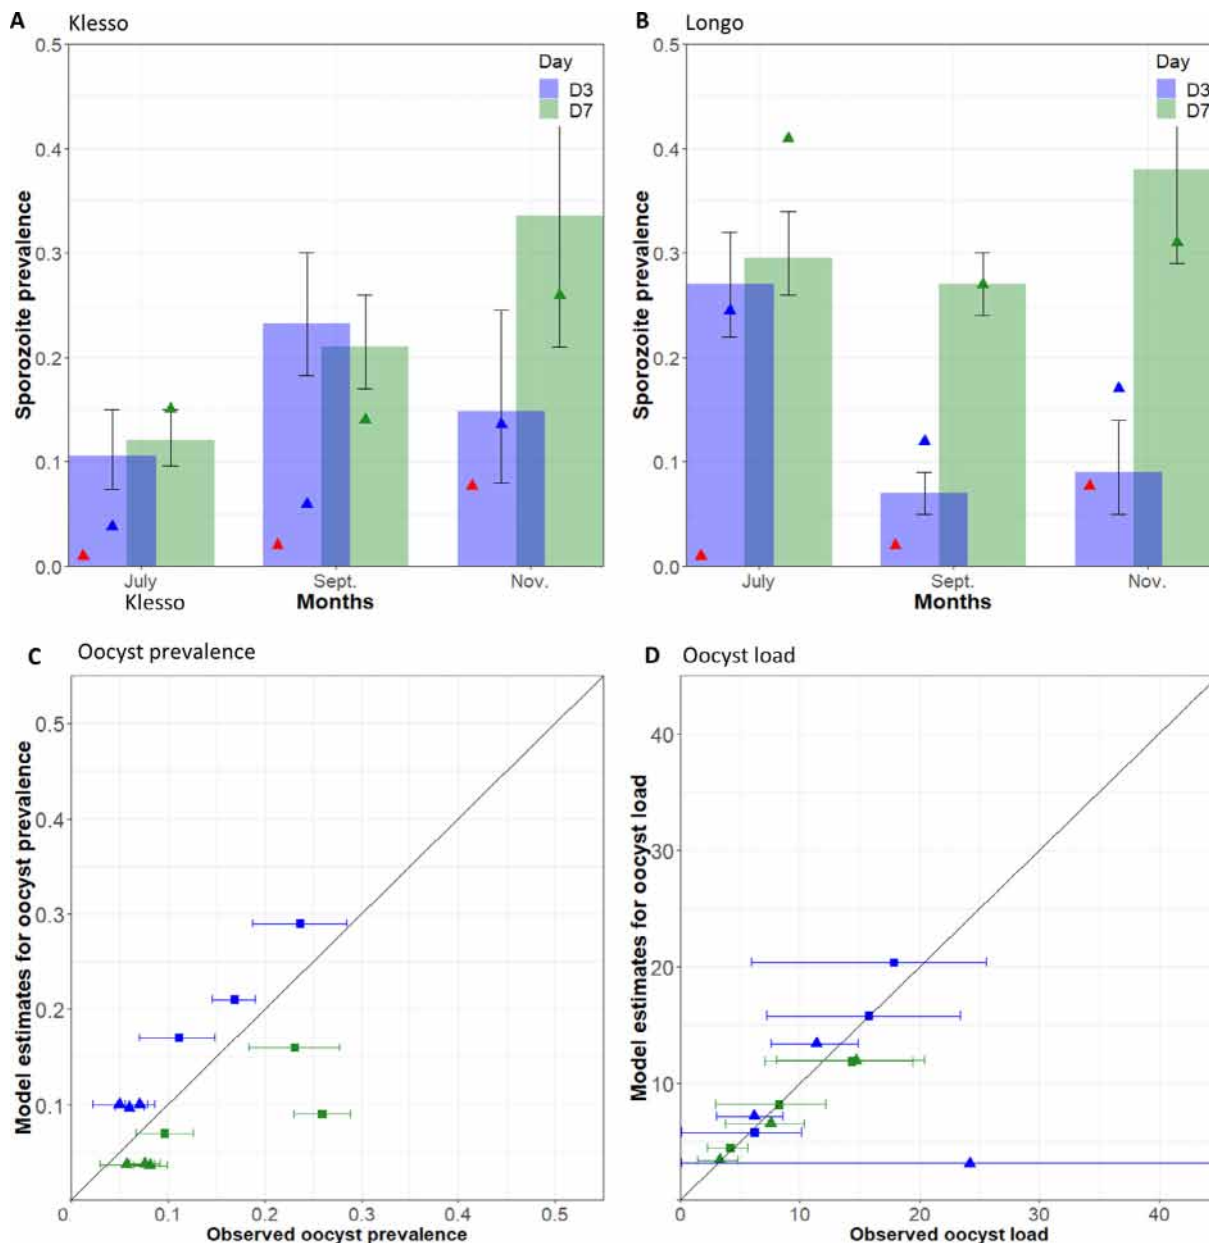 A Klesso
0.5
0.4
0.3
0.2
0.1
0.0
Sporozoite prevalence
Day
D3
D7
July
Sept.
Nov.
Klesso
Months
B Longo
0.5
0.4
0.3
0.2
0.1
0.0
Sporozoite prevalence
Day
D3
D7
July
Sept.
Nov.
Months
C Oocyst prevalence
0.5
0.4
0.3
0.2
0.1
Model estimates for oocyst prevalence
0. 0.1 0.2 0.3 0.4 0.5
Observed oocyst prevalence
D Oocyst load
40
30
20
10
Model estimates for oocyst load
0 10 20 30 40
Observed oocyst load